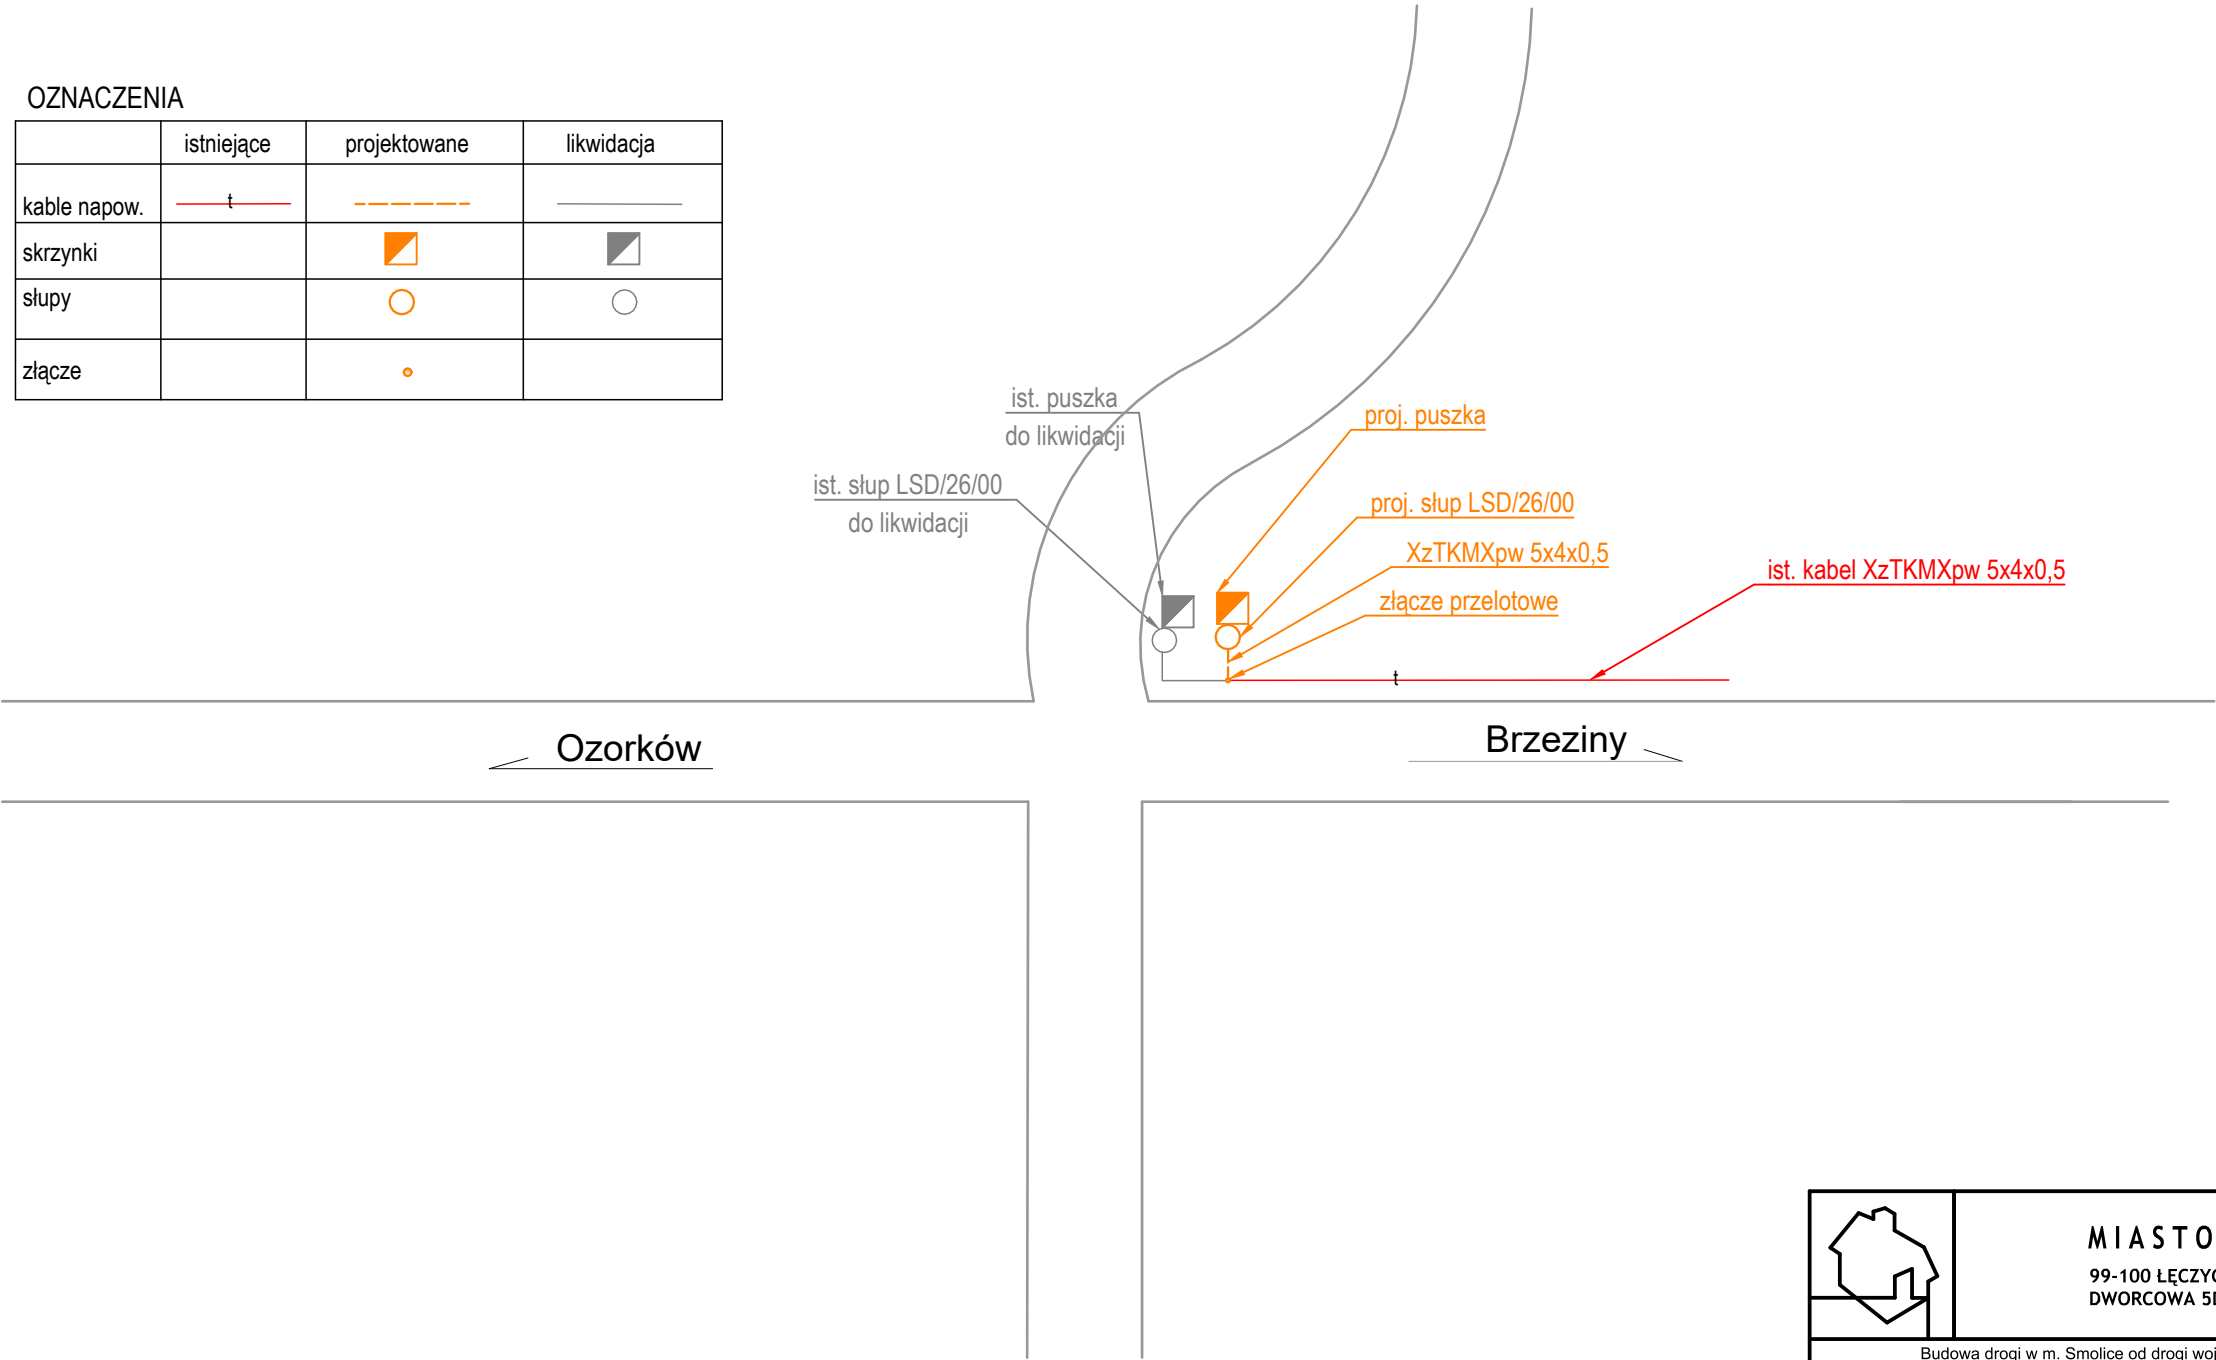 OZNACZENIA
istniejące projektowane likwidacja
kable napow. t
skrzynki
słupy
złącze
ist. puszka
do likwidacji
ist. słup LSD/26/00
do likwidacji
proj. puszka
proj. słup LSD/26/00
XzTKMXpw 5x4x0,5
złącze przelotowe
ist. kabel XzTKMXpw 5x4x0,5
t
Ozorków
Brzeziny
MIASTO
99-100 ŁĘCZY
DWORCOWA 5
Budowa drogi w m. Smolice od drogi woj